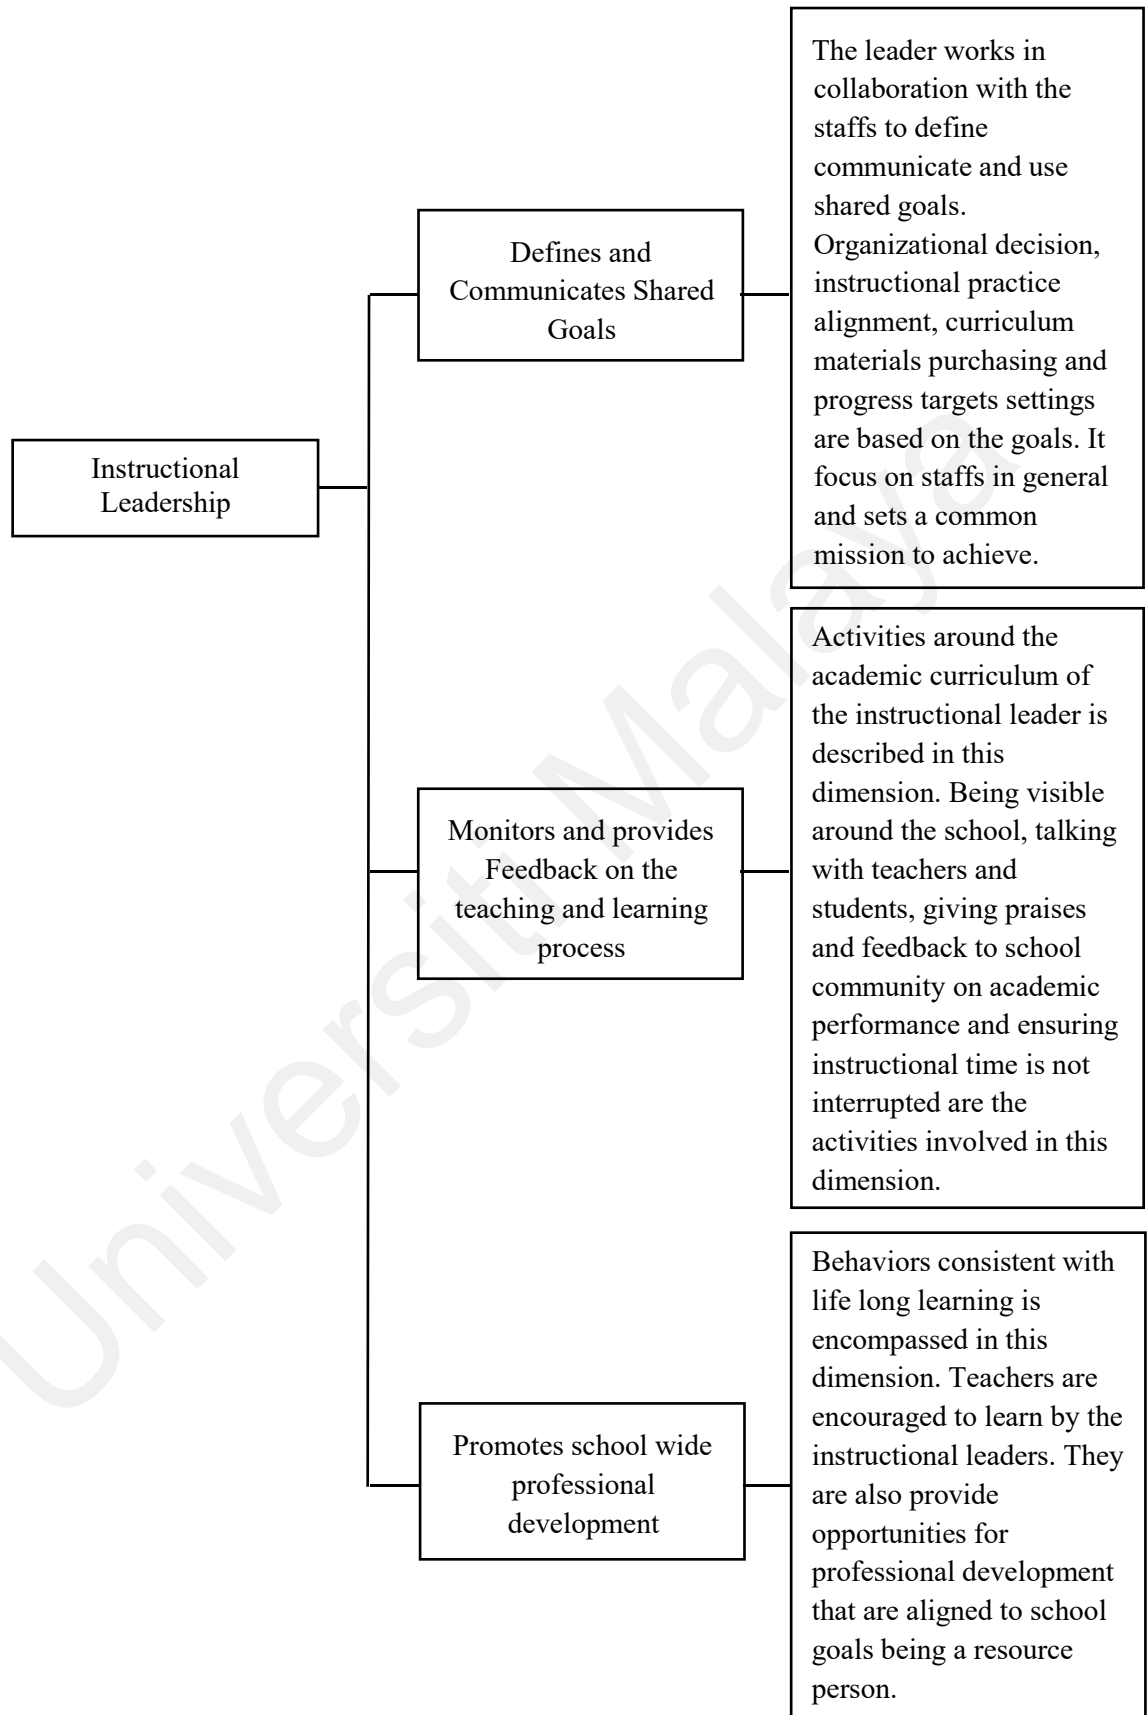 Instructional
Leadership
Defines and
Communicates Shared
Goals
The leader works in
collaboration with the
staffs to define
communicate and use
shared goals.
Organizational decision,
instructional practice
alignment, curriculum
materials purchasing and
progress targets settings
are based on the goals. It
focus on staffs in general
and sets a common
mission to achieve.
Monitors and provides
Feedback on the
teaching and learning
process
Activities around the
academic curriculum of
the instructional leader is
described in this
dimension. Being visible
around the school, talking
with teachers and
students, giving praises
and feedback to school
community on academic
performance and ensuring
instructional time is not
interrupted are the
activities involved in this
dimension.
Promotes school wide
professional
development
Behaviors consistent with
life long learning is
encompassed in this
dimension. Teachers are
encouraged to learn by the
instructional leaders. They
are also provide
opportunities for
professional development
that are aligned to school
goals being a resource
person.
Universiti Malaya